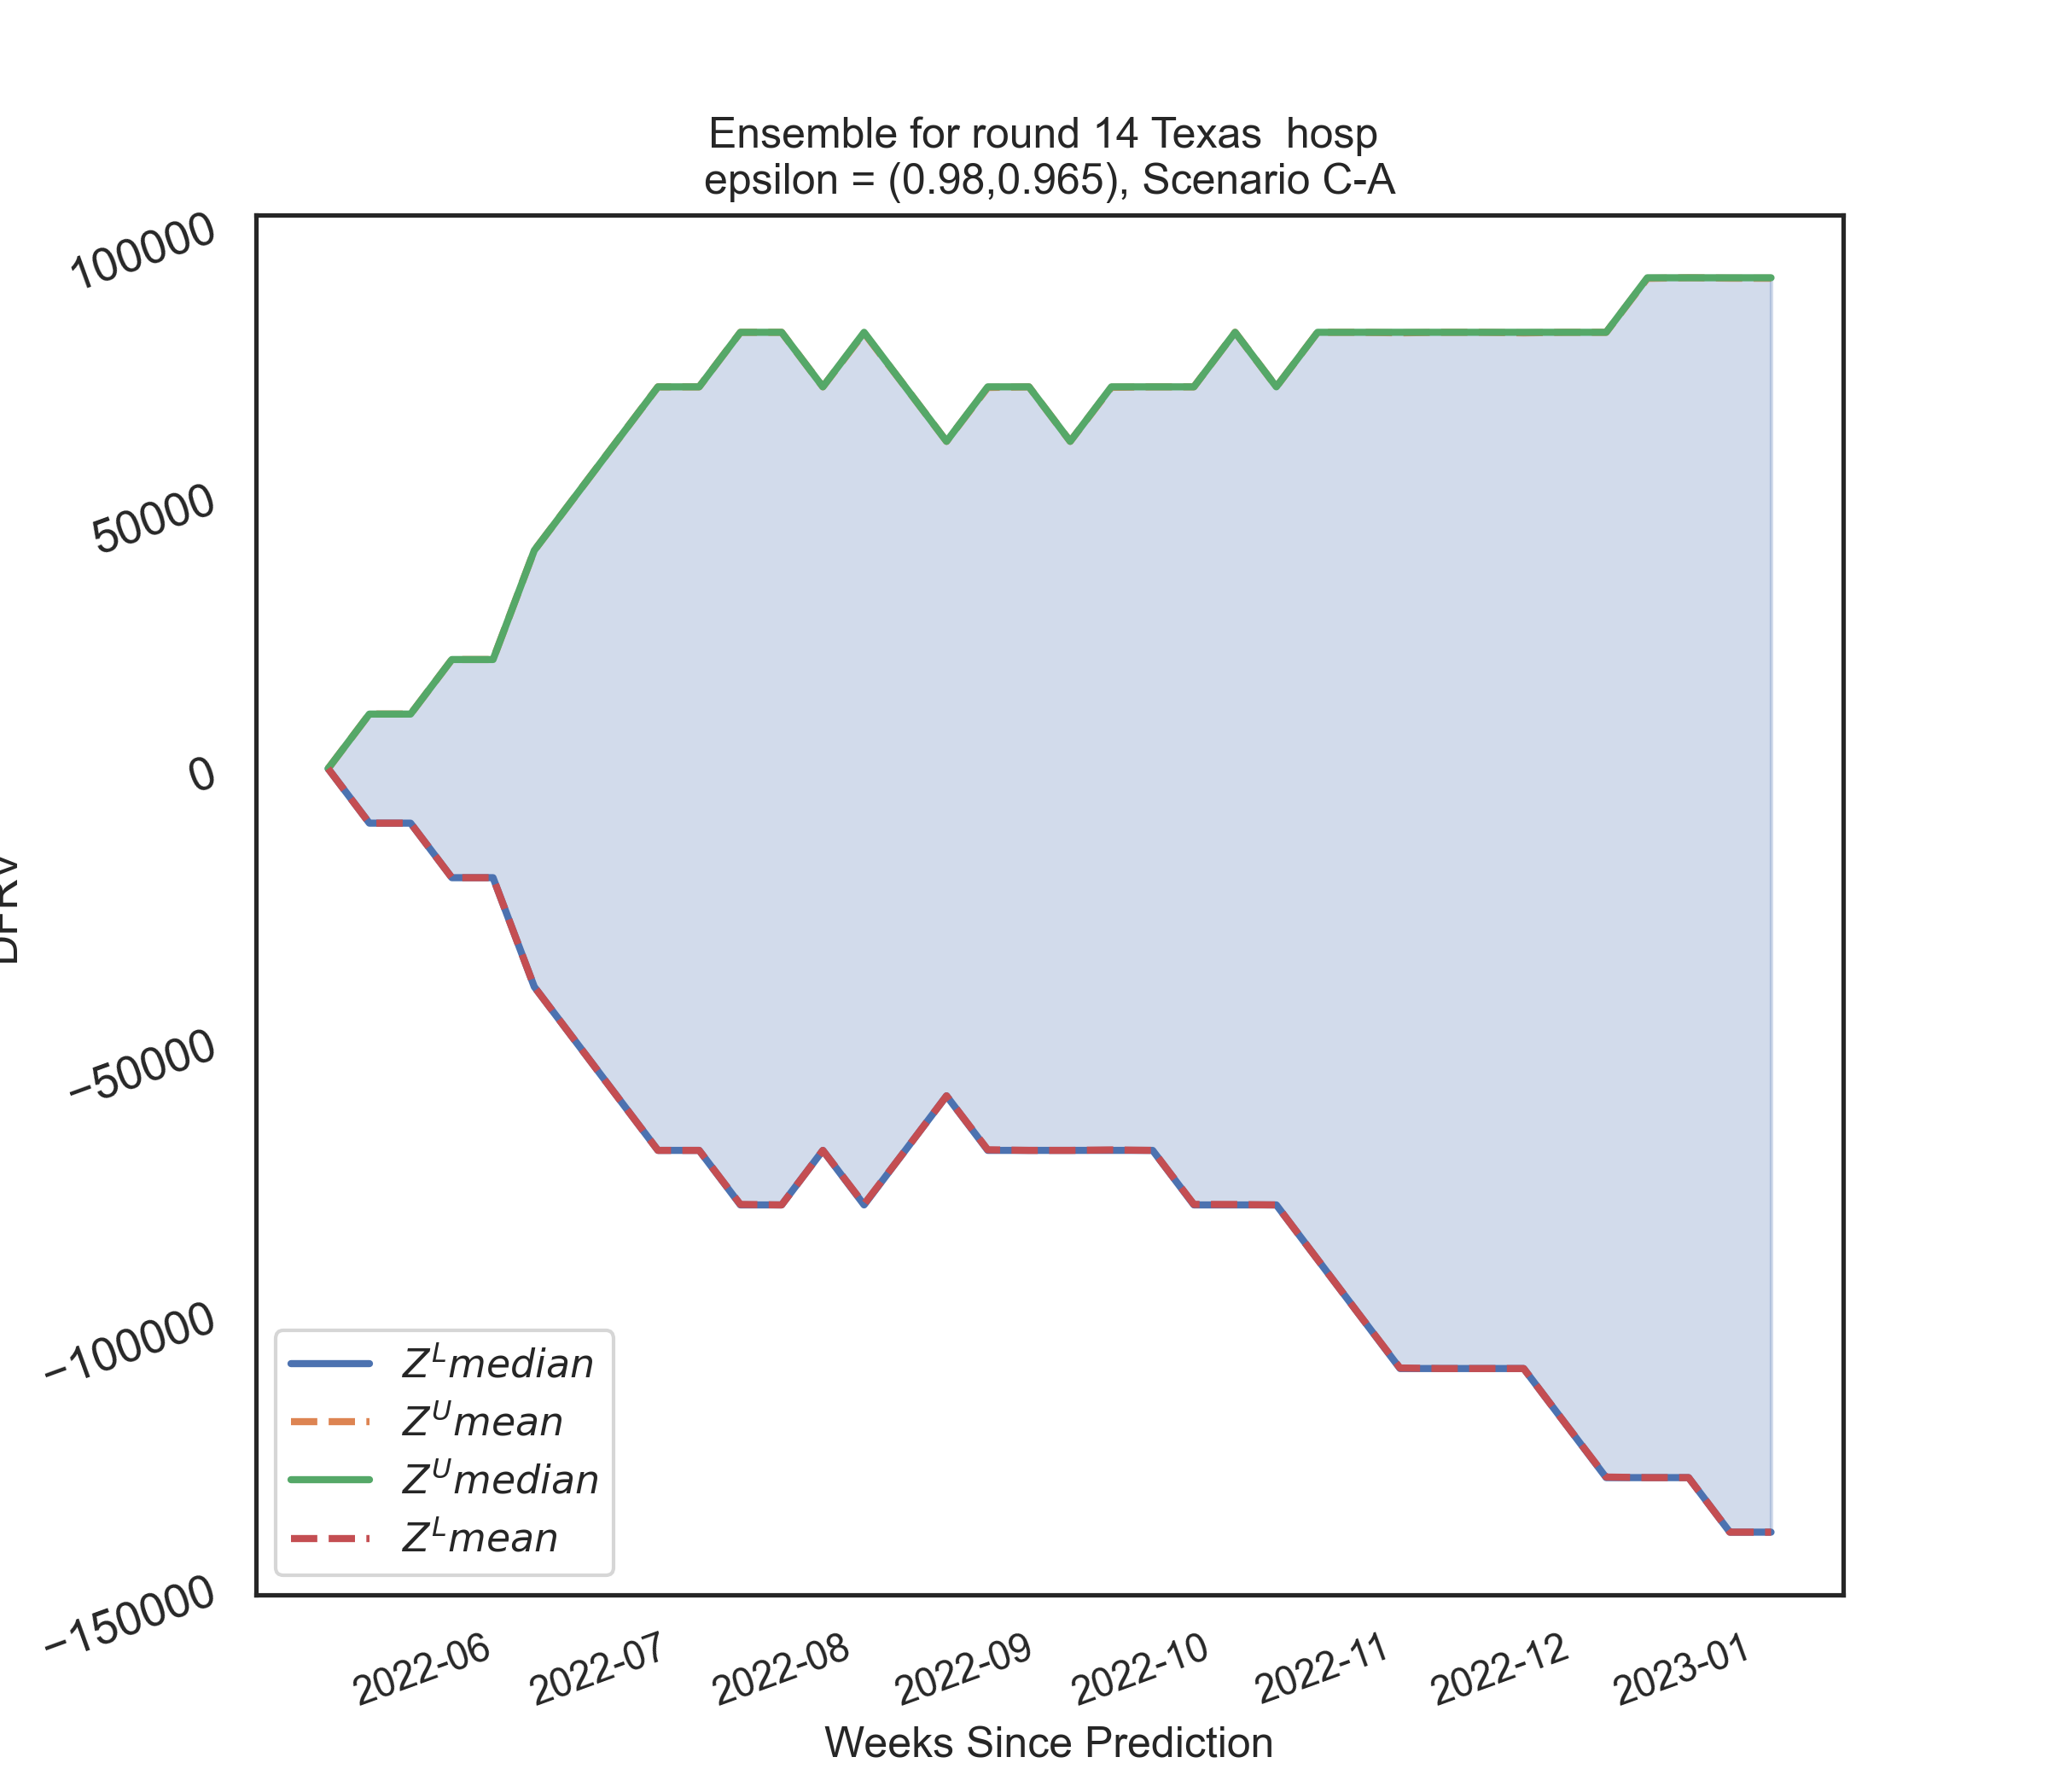 Ensemble for round 14 Texas  hosp
epsilon = (0.98,0.965), Scenario C-A
100000
50000
0
−50000
−100000
−150000
Z^L median
Z^U mean
Z^U median
Z^L mean
2022-06 2022-07 2022-08 2022-09 2022-10 2022-11 2022-12 2023-01
Weeks Since Prediction